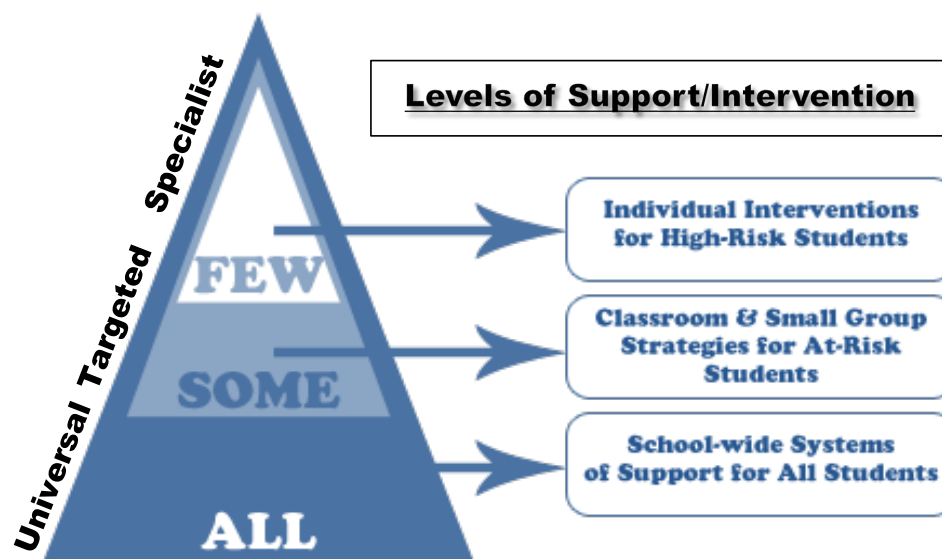 Levels of Support/Intervention
Universal Targeted Specialist
FEW
Individual Interventions
for High-Risk Students
SOME
Classroom & Small Group
Strategies for At-Risk
Students
ALL
School-wide Systems
of Support for All Students